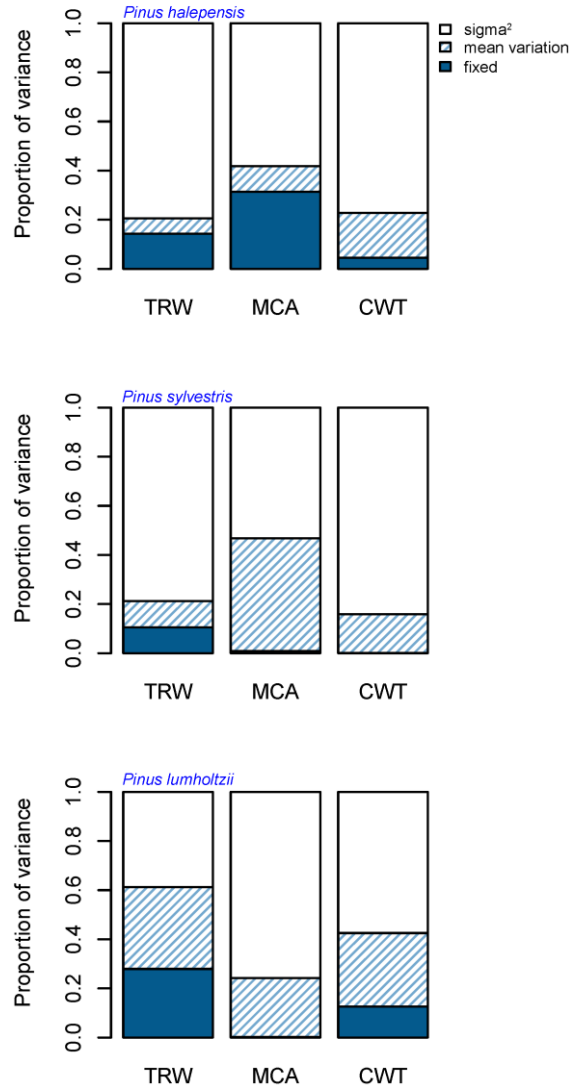 Pinus halepensis
sigma²
mean variation
fixed
Proportion of variance
1.0
0.8
0.6
0.4
0.2
0.0
TRW MCA CWT
Pinus sylvestris
Proportion of variance
1.0
0.8
0.6
0.4
0.2
0.0
TRW MCA CWT
Pinus lumholtzii
Proportion of variance
1.0
0.8
0.6
0.4
0.2
0.0
TRW MCA CWT